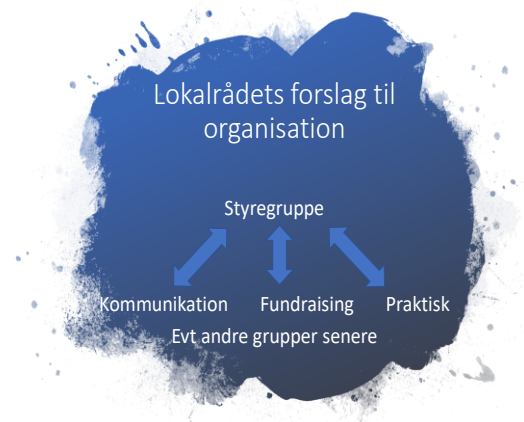 Lokalrådets forslag til
organisation
Styregruppe
Kommunikation Fundraising Praktisk
Evt andre grupper senere